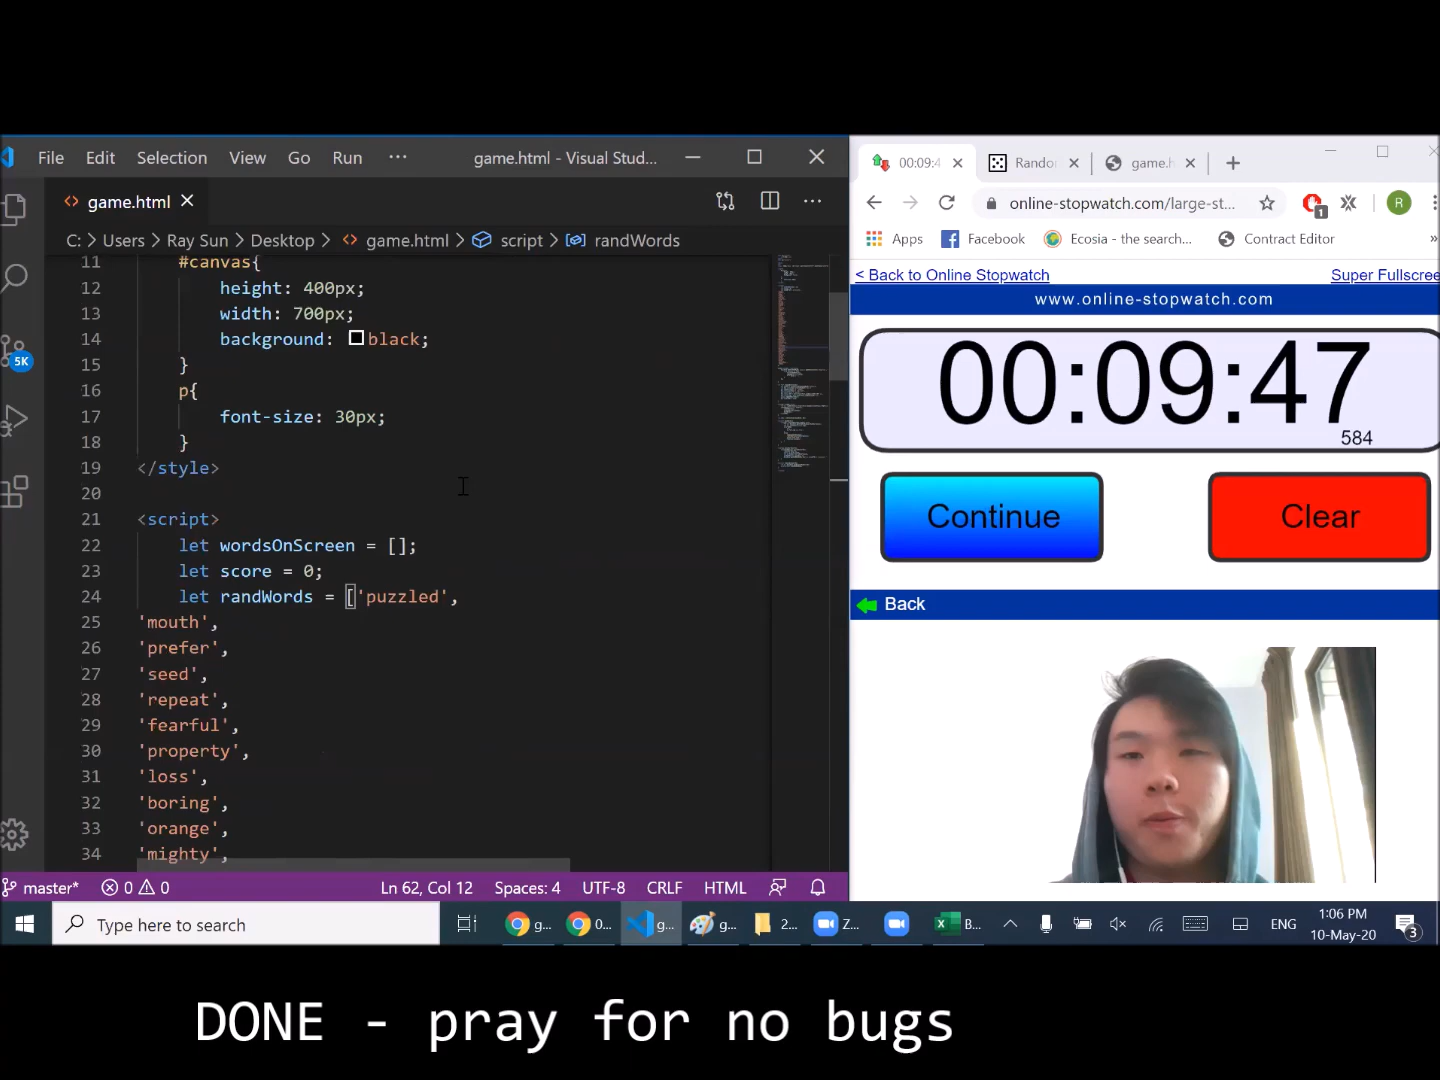 File Edit Selection View Go Run ··· game.html - Visual Stud...
game.html
C: > Users > Ray Sun > Desktop > game.html > script > randWords
11 #canvas{
12 height: 400px;
13 width: 700px;
14 background: black;
15 }
16 p{
17 font-size: 30px;
18 }
19 </style>
20
21 <script>
22 let wordsOnScreen = [];
23 let score = 0;
24 let randWords = ['puzzled',
25 'mouth',
26 'prefer',
27 'seed',
28 'repeat',
29 'fearful',
30 'property',
31 'loss',
32 'boring',
33 'orange',
34 'mighty',
5K
master* 0 0 Ln 62, Col 12 Spaces: 4 UTF-8 CRLF HTML
00:09:4 Rando game.h
online-stopwatch.com/large-st... 1 R
Apps Facebook Ecosia - the search... Contract Editor »
< Back to Online Stopwatch Super Fullscree
www.online-stopwatch.com
00:09:47
584
Continue Clear
Back
Type here to search g... 0... g... g... 2... Z... B... ENG 1:06 PM
10-May-20 3
DONE - pray for no bugs